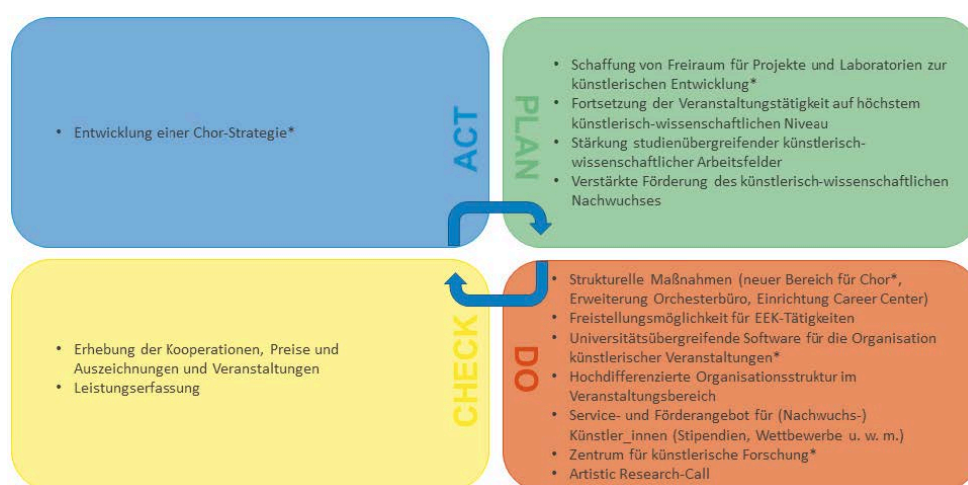 ACT
• Entwicklung einer Chor-Strategie*
PLAN
• Schaffung von Freiraum für Projekte und Laboratorien zur
künstlerischen Entwicklung*
• Fortsetzung der Veranstaltungstätigkeit auf höchstem
künstlerisch-wissenschaftlichen Niveau
• Stärkung studienübergreifender künstlerisch-
wissenschaftlicher Arbeitsfelder
• Verstärkte Förderung des künstlerisch-wissenschaftlichen
Nachwuchses
CHECK
• Erhebung der Kooperationen, Preise und
Auszeichnungen und Veranstaltungen
• Leistungserfassung
DO
• Strukturelle Maßnahmen (neuer Bereich für Chor*,
Erweiterung Orchesterbüro, Einrichtung Career Center)
• Freistellungsmöglichkeit für EEK-Tätigkeiten
• Universitätsübergreifende Software für die Organisation
künstlerischer Veranstaltungen*
• Hochdifferenzierte Organisationsstruktur im
Veranstaltungsbereich
• Service- und Förderangebot für (Nachwuchs-)
Künstler_innen (Stipendien, Wettbewerbe u. w. m.)
• Zentrum für künstlerische Forschung*
• Artistic Research-Call